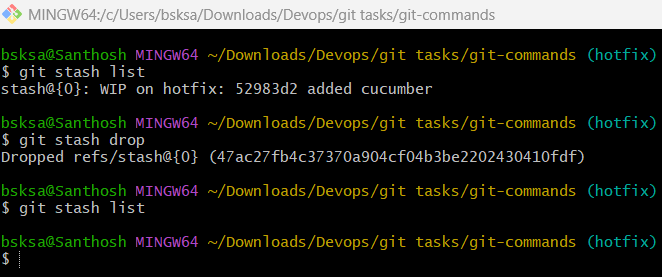 MINGW64:/c/Users/bsksa/Downloads/Devops/git tasks/git-commands
bsksa@Santhosh MINGW64 ~/Downloads/Devops/git tasks/git-commands (hotfix)
$ git stash list
stash@{0}: WIP on hotfix: 52983d2 added cucumber
bsksa@Santhosh MINGW64 ~/Downloads/Devops/git tasks/git-commands (hotfix)
$ git stash drop
Dropped refs/stash@{0} (47ac27fb4c37370a904cf04b3be2202430410fdf)
bsksa@Santhosh MINGW64 ~/Downloads/Devops/git tasks/git-commands (hotfix)
$ git stash list
bsksa@Santhosh MINGW64 ~/Downloads/Devops/git tasks/git-commands (hotfix)
$